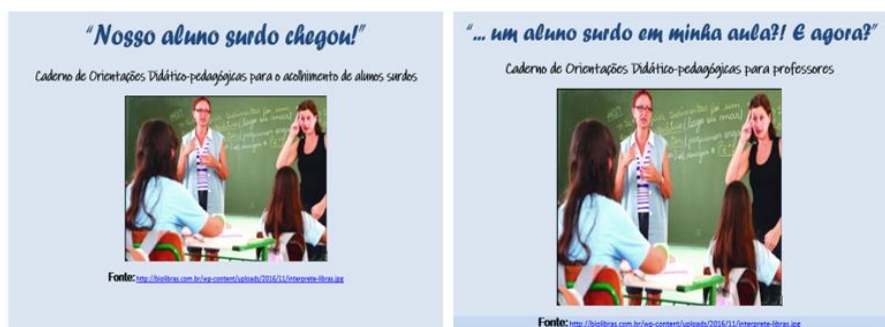 “Nosso aluno surdo chegou!”
Caderno de Orientações Didático-pedagógicas para o acolhimento de alunos surdos
Fonte: http://biolibras.com.br/wp-content/uploads/2016/11/interprete-libras.jpg
“... um aluno surdo em minha aula?! E agora?”
Caderno de Orientações Didático-pedagógicas para professores
Fonte: http://biolibras.com.br/wp-content/uploads/2016/11/interprete-libras.jpg